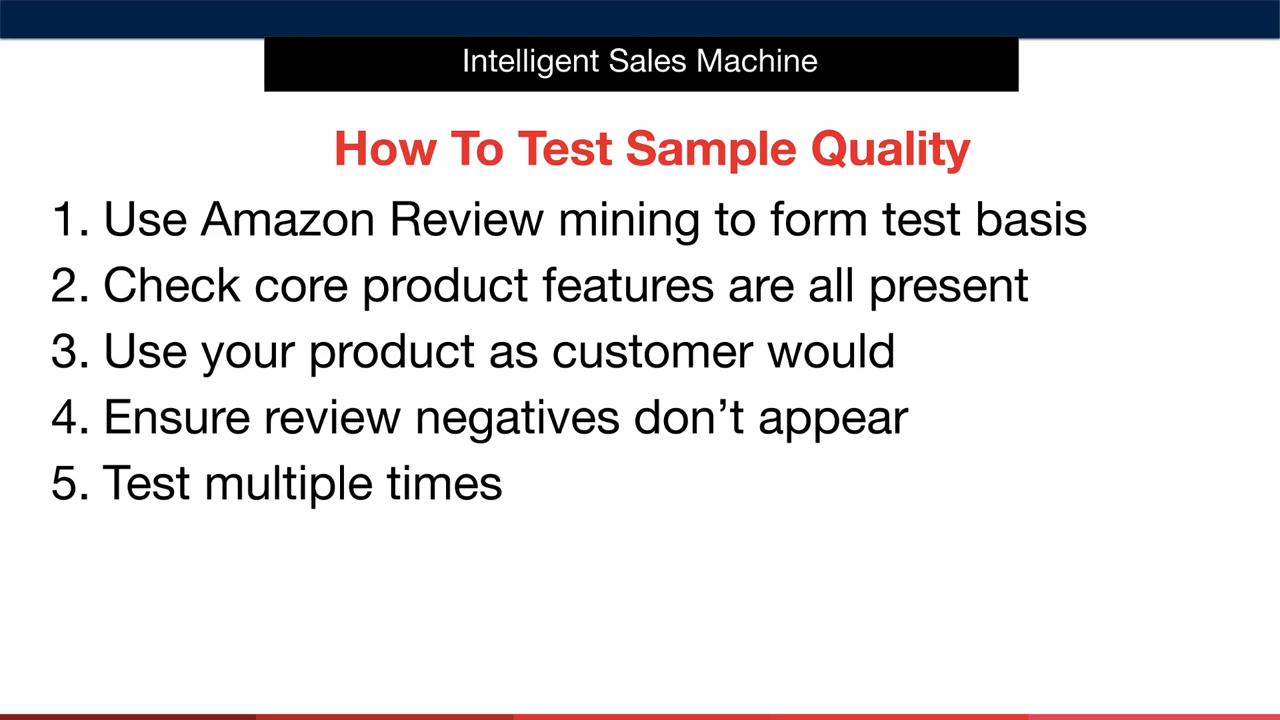 Intelligent Sales Machine
How To Test Sample Quality
1. Use Amazon Review mining to form test basis
2. Check core product features are all present
3. Use your product as customer would
4. Ensure review negatives don’t appear
5. Test multiple times